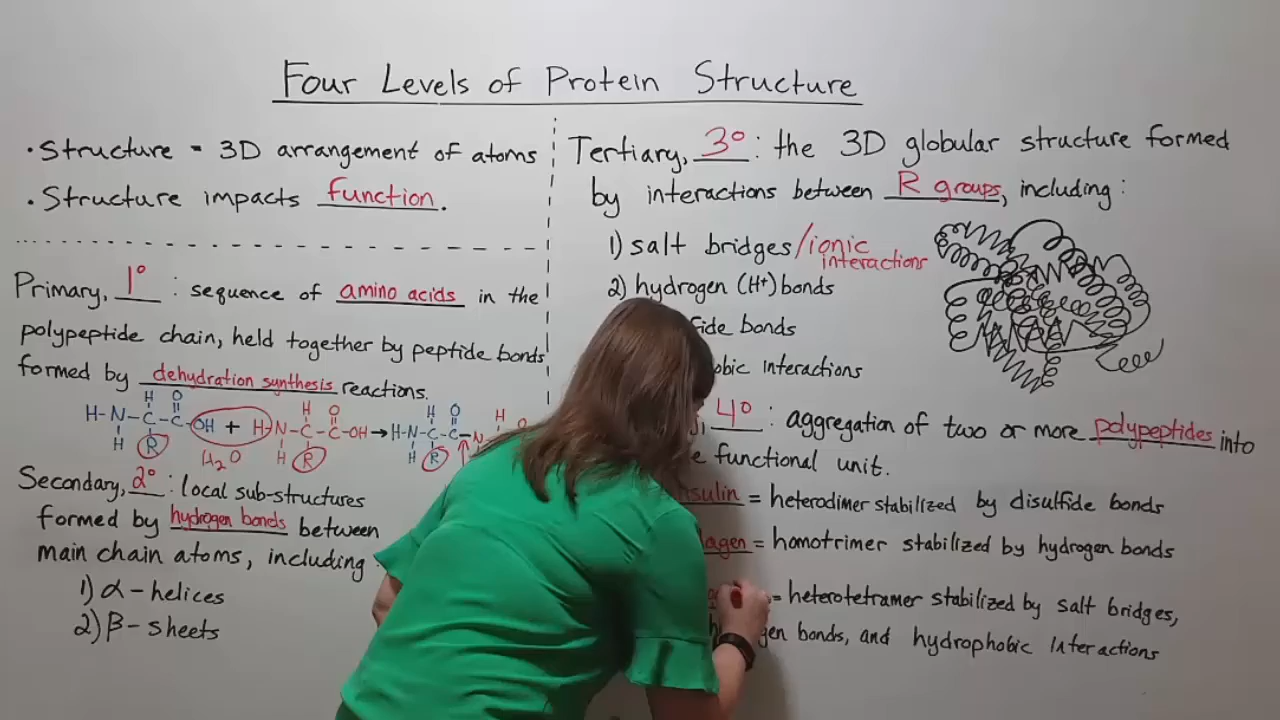 Four Levels of Protein Structure
• Structure = 3D arrangement of atoms
• Structure impacts function.
Primary, 1° : sequence of amino acids in the
polypeptide chain, held together by peptide bonds
formed by dehydration synthesis reactions.
H O H O H O H O
H-N-C-C-OH + H N-C-C-OH → H-N-C-C-N
H R H₂O H R H R
Secondary, 2° : local sub-structures
formed by hydrogen bonds between
main chain atoms, including
1) α - helices
2) β - sheets
Tertiary, 3° : the 3D globular structure formed
by interactions between R groups, including:
1) salt bridges/ionic
interactions
2) hydrogen (H+) bonds
bonds
interactions
4° : aggregation of two or more polypeptides into
functional unit.
= heterodimer stabilized by disulfide bonds
= homotrimer stabilized by hydrogen bonds
= heterotetramer stabilized by salt bridges,
bonds, and hydrophobic interactions